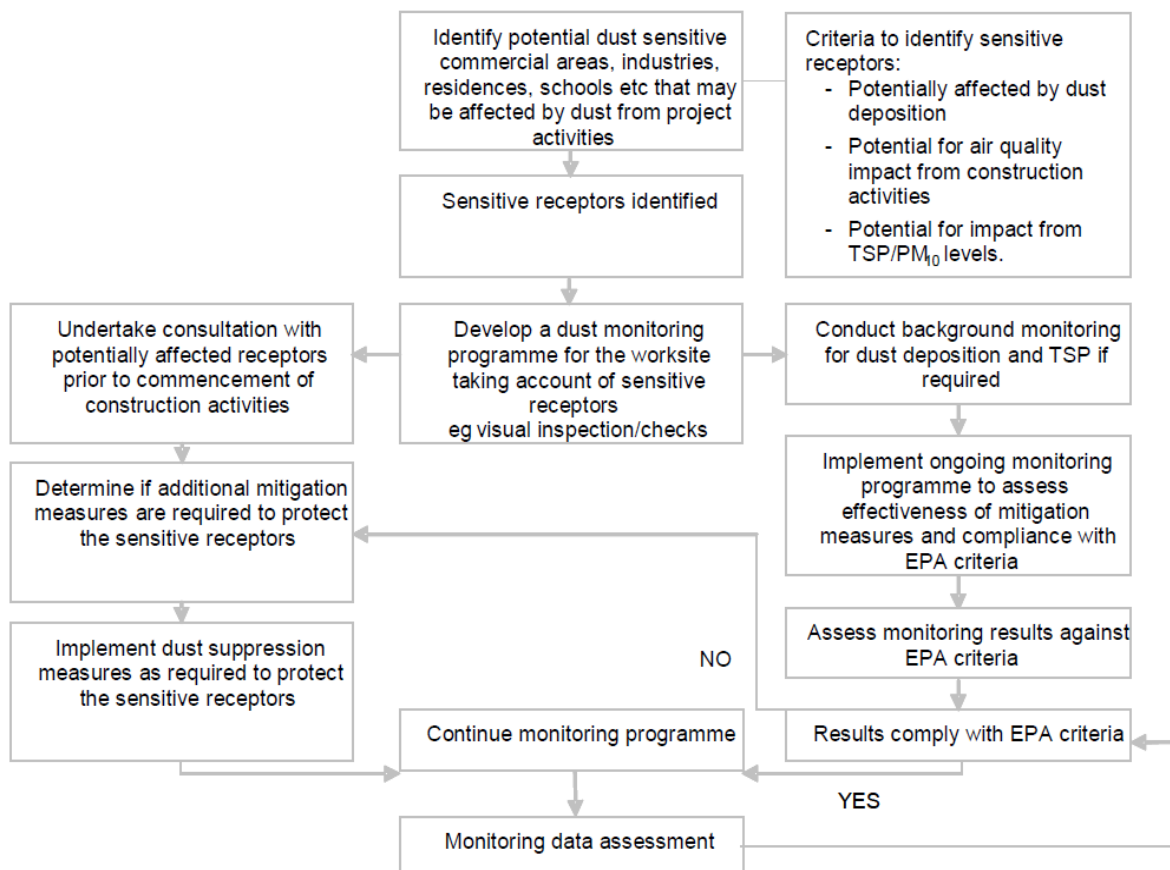 Identify potential dust sensitive
commercial areas, industries,
residences, schools etc that may
be affected by dust from project
activities
Criteria to identify sensitive
receptors:
- Potentially affected by dust
deposition
- Potential for air quality
impact from construction
activities
- Potential for impact from
TSP/PM10 levels.
Sensitive receptors identified
Undertake consultation with
potentially affected receptors
prior to commencement of
construction activities
Develop a dust monitoring
programme for the worksite
taking account of sensitive
receptors
eg visual inspection/checks
Conduct background monitoring
for dust deposition and TSP if
required
Determine if additional mitigation
measures are required to protect
the sensitive receptors
Implement ongoing monitoring
programme to assess
effectiveness of mitigation
measures and compliance with
EPA criteria
Implement dust suppression
measures as required to protect
the sensitive receptors
Assess monitoring results against
EPA criteria
NO
Continue monitoring programme
Results comply with EPA criteria
YES
Monitoring data assessment